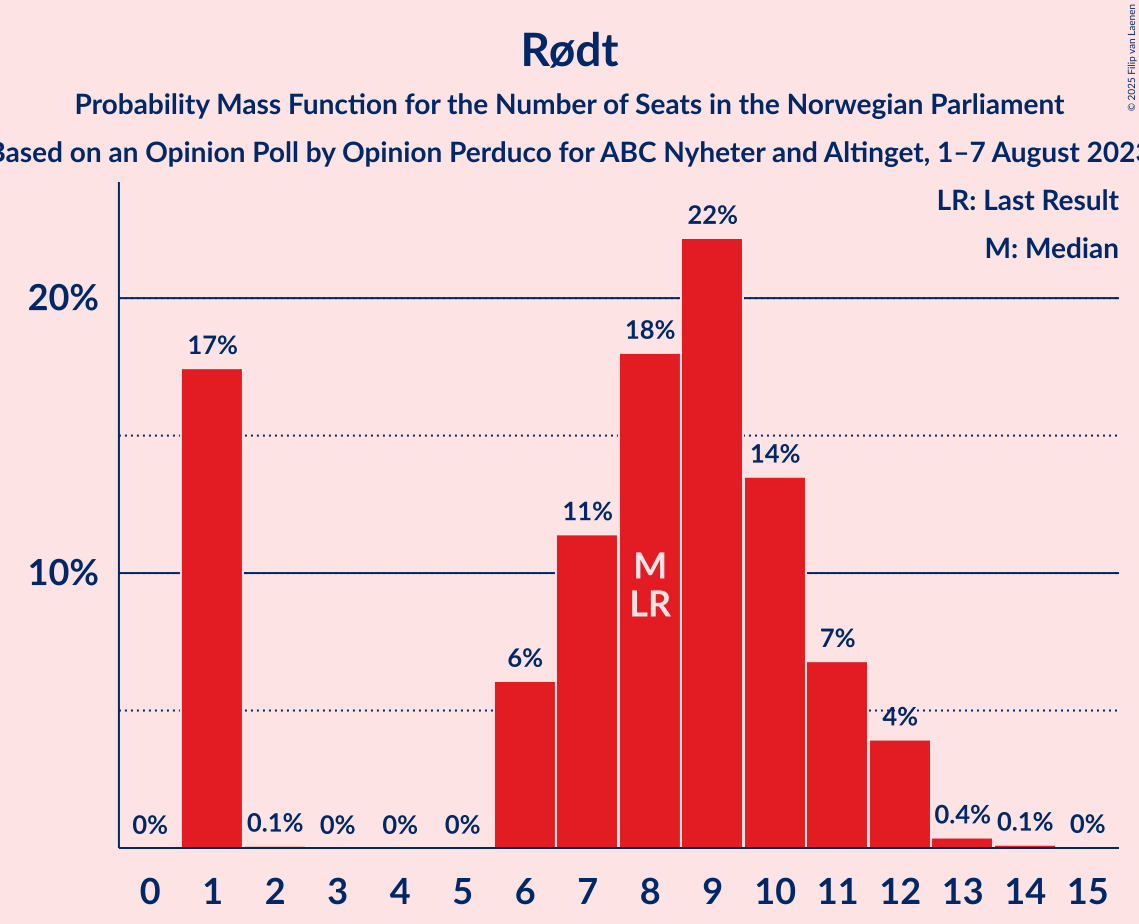 Rødt
Probability Mass Function for the Number of Seats in the Norwegian Parliament
Based on an Opinion Poll by Opinion Perduco for ABC Nyheter and Altinget, 1–7 August 2023
© 2025 Filip van Laenen
LR: Last Result
M: Median
20%
10%
0%
17%
0.1%
0%
0%
0%
6%
11%
18%
22%
14%
7%
4%
0.4%
0.1%
0%
M
LR
0 1 2 3 4 5 6 7 8 9 10 11 12 13 14 15